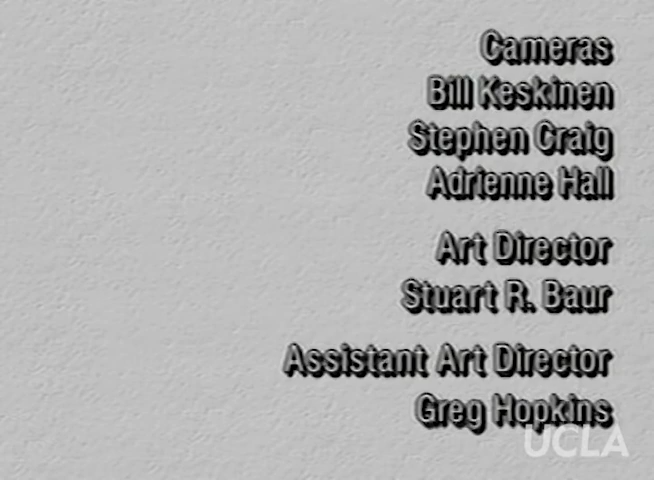 Cameras
Bill Keskinen
Stephen Craig
Adrienne Hall
Art Director
Stuart R. Baur
Assistant Art Director
Greg Hopkins
UCLA